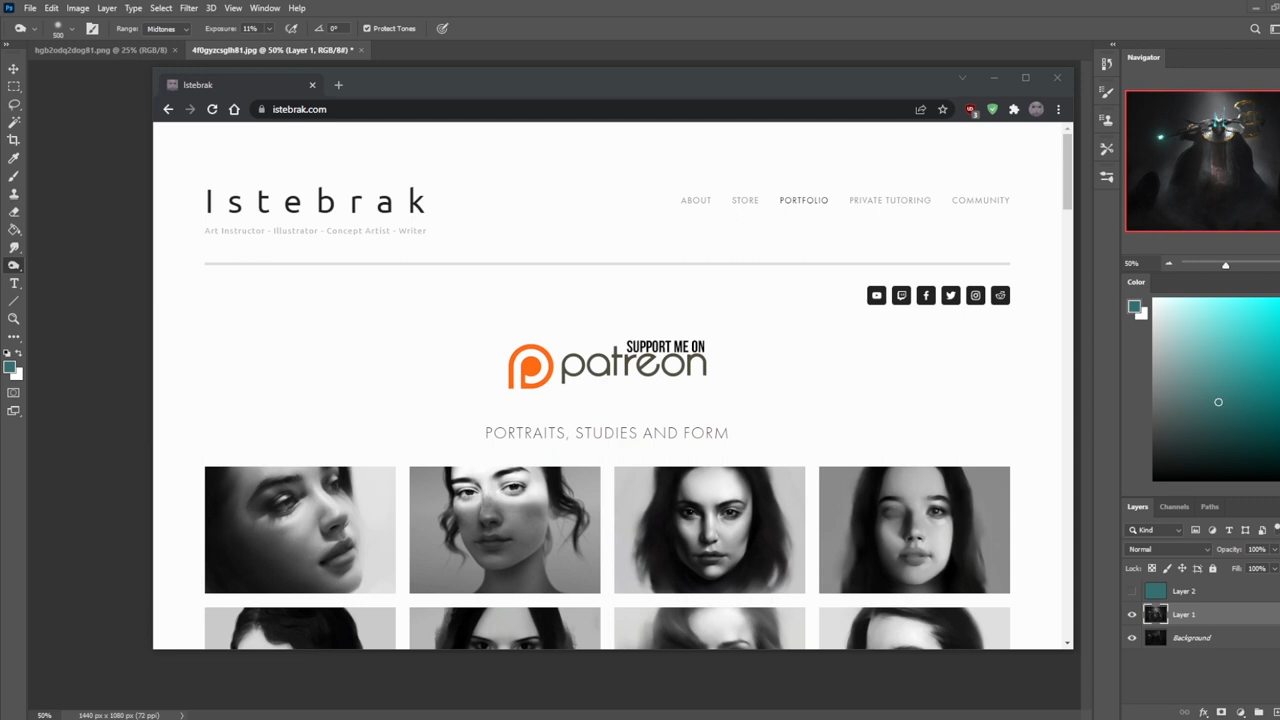 File Edit Image Layer Type Select Filter 3D View Window Help
500 Range: Midtones Exposure: 11% 0° Protect Tones
hgb2odq2dog81.png @ 25% (RGB/8) × 4f0gyzcsglh81.jpg @ 50% (Layer 1, RGB/8#) * ×
Navigator
Istebrak
istebrak.com
Istebrak
ABOUT STORE PORTFOLIO PRIVATE TUTORING COMMUNITY
Art Instructor - Illustrator - Concept Artist - Writer
50%
Color
SUPPORT ME ON
patreon
PORTRAITS, STUDIES AND FORM
Layers Channels Paths
Kind
Normal Opacity: 100%
Lock: Fill: 100%
Layer 2
Layer 1
Background
50% 1440 px x 1080 px (72 ppi)